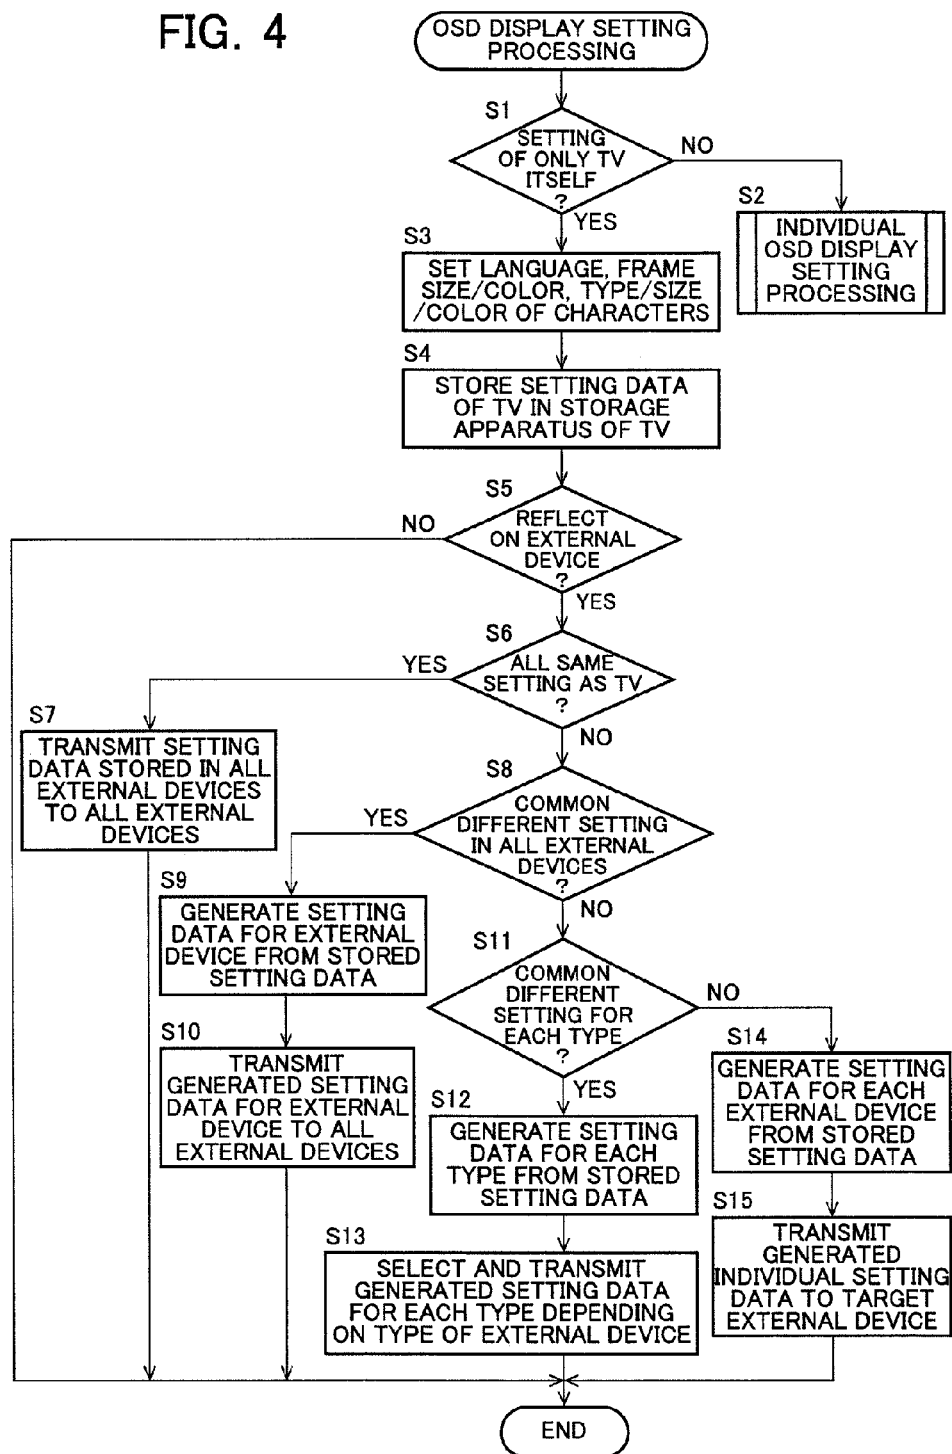 FIG. 4
OSD DISPLAY SETTING
PROCESSING
S1
SETTING
OF ONLY TV
ITSELF
?
NO
YES
S2
INDIVIDUAL
OSD DISPLAY
SETTING
PROCESSING
S3
SET LANGUAGE, FRAME
SIZE/COLOR, TYPE/SIZE
/COLOR OF CHARACTERS
S4
STORE SETTING DATA
OF TV IN STORAGE
APPARATUS OF TV
S5
REFLECT
ON EXTERNAL
DEVICE
?
NO
YES
S6
ALL SAME
SETTING AS TV
?
YES
NO
S7
TRANSMIT SETTING
DATA STORED IN ALL
EXTERNAL DEVICES
TO ALL EXTERNAL
DEVICES
S8
COMMON
DIFFERENT SETTING
IN ALL EXTERNAL
DEVICES
?
YES
NO
S9
GENERATE SETTING
DATA FOR EXTERNAL
DEVICE FROM STORED
SETTING DATA
S10
TRANSMIT
GENERATED SETTING
DATA FOR EXTERNAL
DEVICE TO ALL
EXTERNAL DEVICES
S11
COMMON
DIFFERENT
SETTING FOR
EACH TYPE
?
NO
YES
S12
GENERATE SETTING
DATA FOR EACH
TYPE FROM STORED
SETTING DATA
S13
SELECT AND TRANSMIT
GENERATED SETTING DATA
FOR EACH TYPE DEPENDING
ON TYPE OF EXTERNAL DEVICE
S14
GENERATE SETTING
DATA FOR EACH
EXTERNAL DEVICE
FROM STORED
SETTING DATA
S15
TRANSMIT
GENERATED
INDIVIDUAL SETTING
DATA TO TARGET
EXTERNAL DEVICE
END